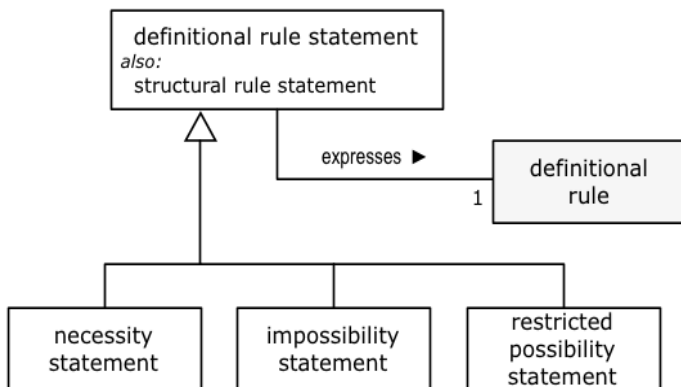 definitional rule statement
also:
structural rule statement
expresses ►
definitional
rule
1
necessity
statement
impossibility
statement
restricted
possibility
statement